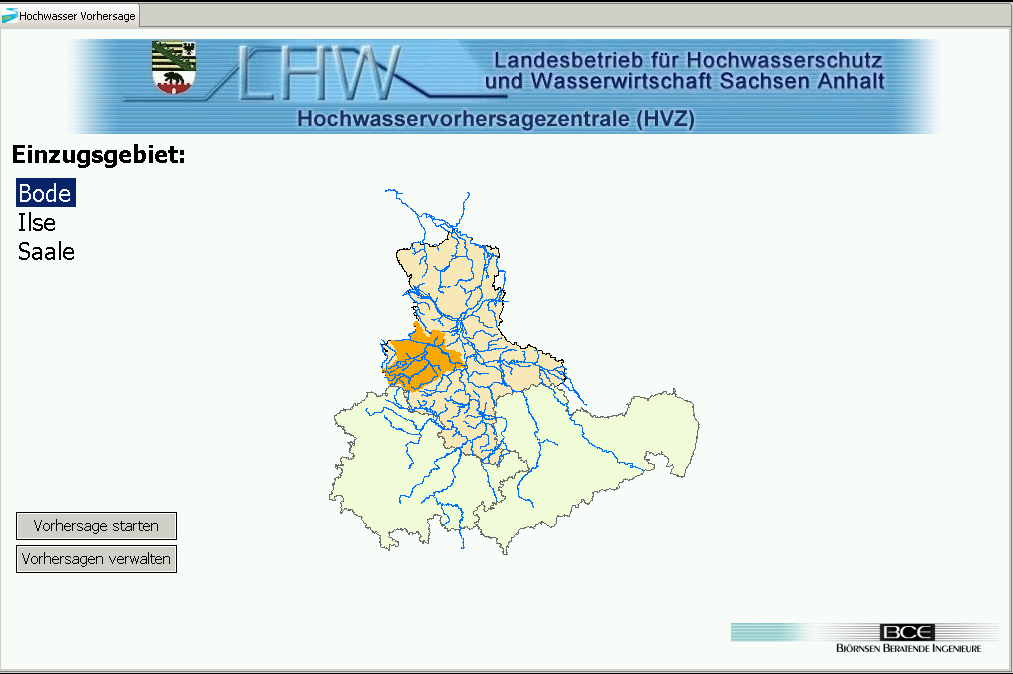 Hochwasser Vorhersage
LHW
Landesbetrieb für Hochwasserschutz
und Wasserwirtschaft Sachsen Anhalt
Hochwasservorhersagezentrale (HVZ)
Einzugsgebiet:
Bode
Ilse
Saale
Vorhersage starten
Vorhersagen verwalten
BCE
Björnsen Beratende Ingenieure